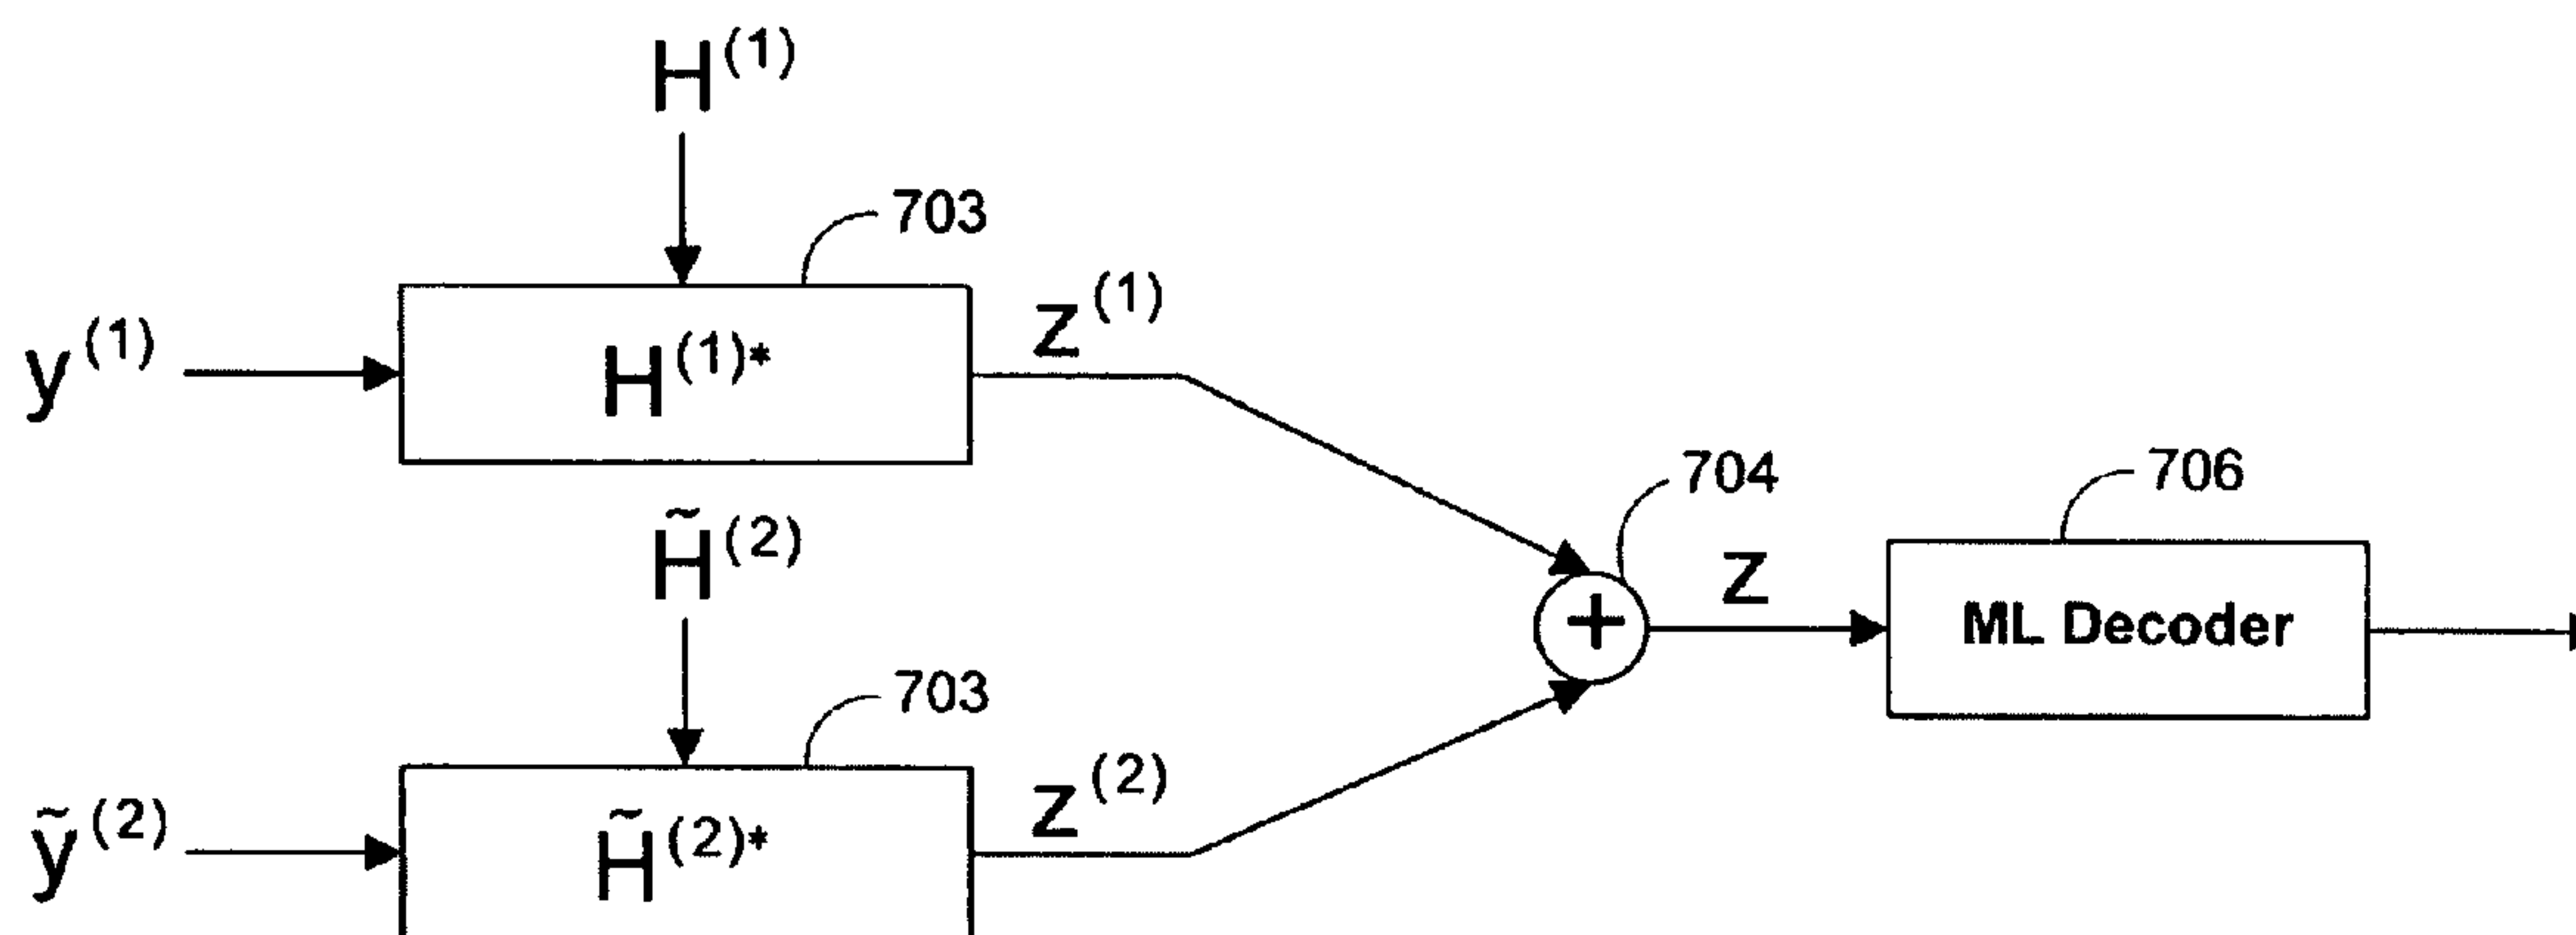 H^(1)
703
y^(1)
H^(1)*
z^(1)
H̃^(2)
704
706
z
ML Decoder
703
ỹ^(2)
H̃^(2)*
z^(2)
+